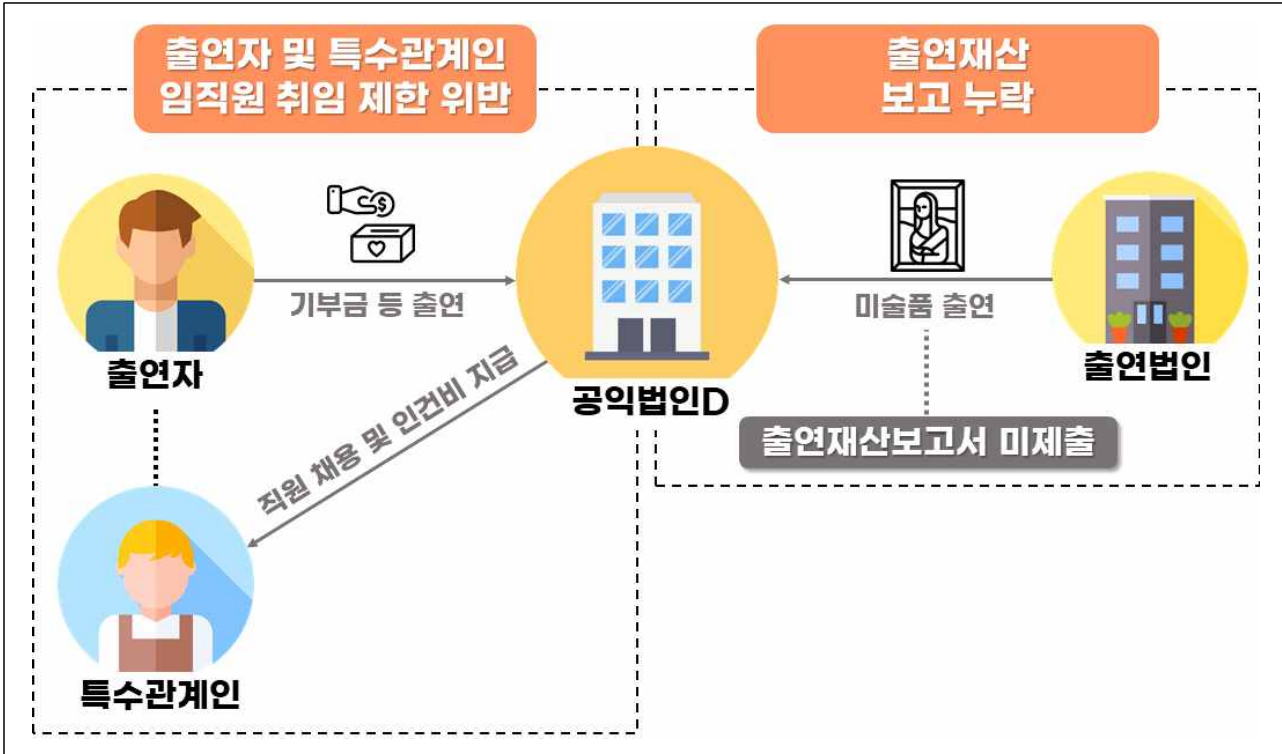 출연자 및 특수관계인
임직원 취임 제한 위반
출연재산
보고 누락
기부금 등 출연
미술품 출연
출연자
공익법인D
출연법인
출연재산보고서 미제출
직원 채용 및 인건비 지급
특수관계인